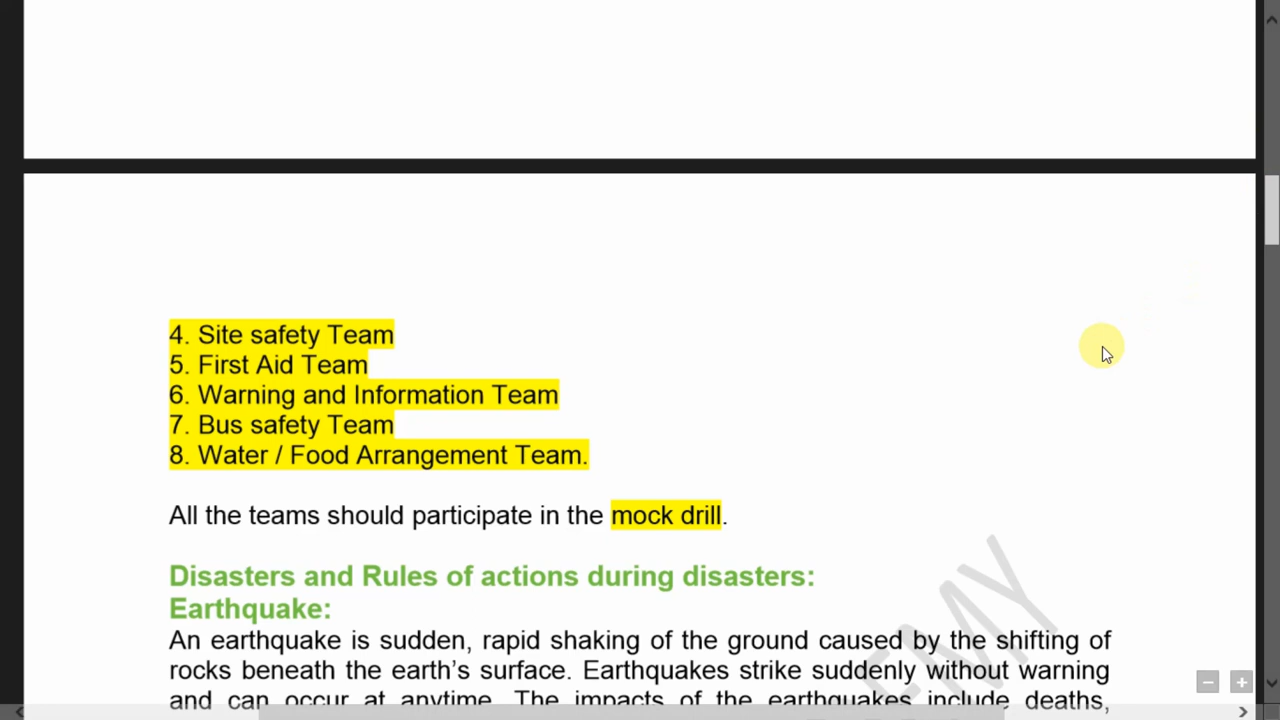 4. Site safety Team
5. First Aid Team
6. Warning and Information Team
7. Bus safety Team
8. Water / Food Arrangement Team.
All the teams should participate in the mock drill.
Disasters and Rules of actions during disasters:
Earthquake:
An earthquake is sudden, rapid shaking of the ground caused by the shifting of
rocks beneath the earth’s surface. Earthquakes strike suddenly without warning
and can occur at anytime. The impacts of the earthquakes include deaths,
EMY